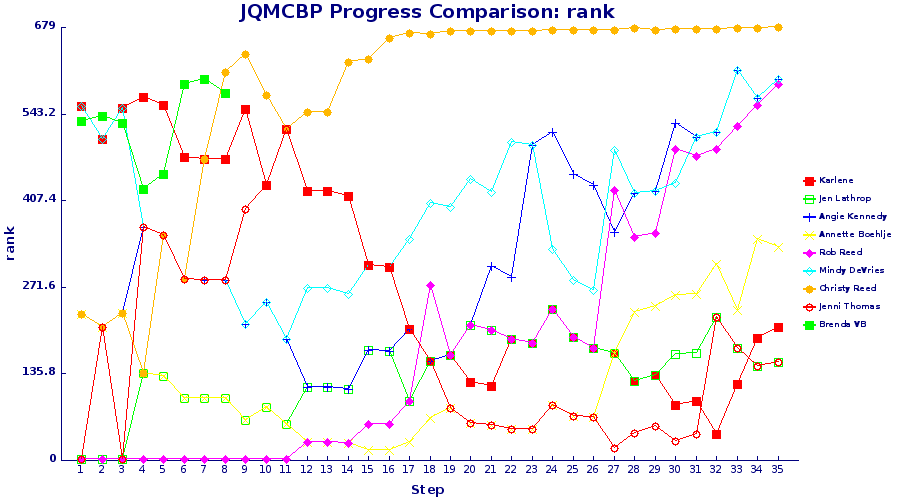 JQMCBP Progress Comparison: rank
679
543.2
407.4
271.6
135.8
0
rank
1 2 3 4 5 6 7 8 9 10 11 12 13 14 15 16 17 18 19 20 21 22 23 24 25 26 27 28 29 30 31 32 33 34 35
Step
Karlene
Jen Lathrop
Angie Kennedy
Annette Boehlje
Rob Reed
Mindy DeVries
Christy Reed
Jenni Thomas
Brenda VB